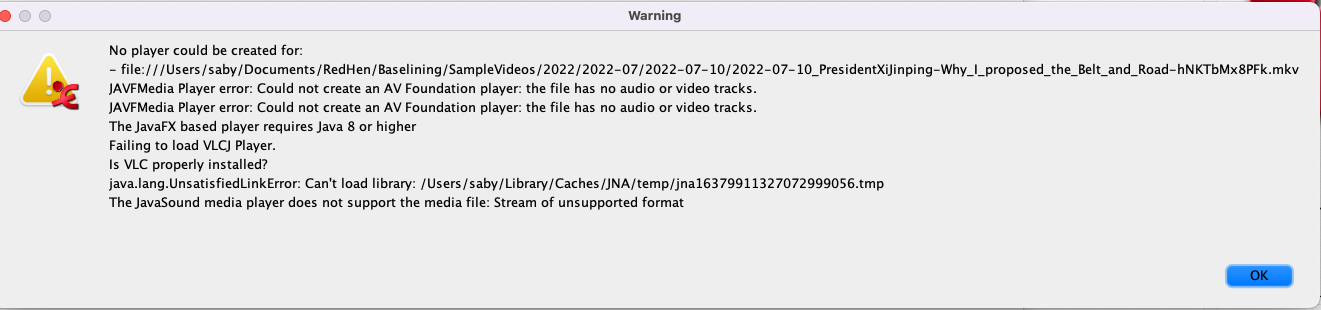 Warning
No player could be created for:
- file:///Users/saby/Documents/RedHen/Baselining/SampleVideos/2022/2022-07/2022-07-10/2022-07-10_PresidentXiJinping-Why_I_proposed_the_Belt_and_Road-hNKTbMx8PFk.mkv
JAVFMedia Player error: Could not create an AV Foundation player: the file has no audio or video tracks.
JAVFMedia Player error: Could not create an AV Foundation player: the file has no audio or video tracks.
The JavaFX based player requires Java 8 or higher
Failing to load VLCJ Player.
Is VLC properly installed?
java.lang.UnsatisfiedLinkError: Can't load library: /Users/saby/Library/Caches/JNA/temp/jna16379911327072999056.tmp
The JavaSound media player does not support the media file: Stream of unsupported format
OK